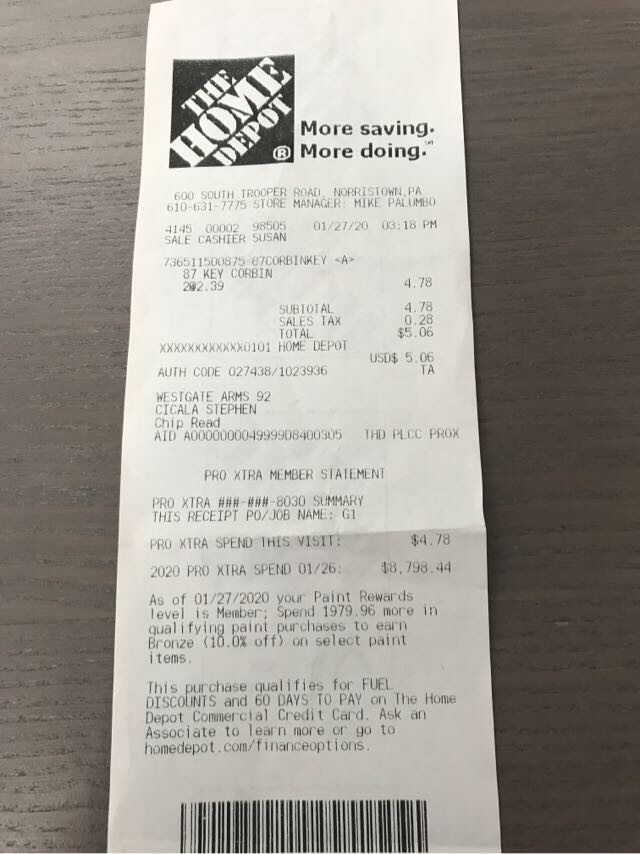 THE
HOME
DEPOT
® More saving.
More doing.℠
600 SOUTH TROOPER ROAD, NORRISTOWN,PA
610-631-7775 STORE MANAGER: MIKE PALUMBO
4145 00002 98505 01/27/20 03:18 PM
SALE CASHIER SUSAN
736511500875 87CORBINKEY <A>
87 KEY CORBIN
2@2.39 4.78
SUBTOTAL 4.78
SALES TAX 0.28
TOTAL $5.06
XXXXXXXXXXXX0101 HOME DEPOT
USD$ 5.06
AUTH CODE 027438/1023936 TA
WESTGATE ARMS 92
CICALA STEPHEN
Chip Read
AID A0000000049999D8400305 THD PLCC PROX
PRO XTRA MEMBER STATEMENT
PRO XTRA ###-###-8030 SUMMARY
THIS RECEIPT PO/JOB NAME: G1
PRO XTRA SPEND THIS VISIT: $4.78
2020 PRO XTRA SPEND 01/26: $8,798.44
As of 01/27/2020 your Paint Rewards
level is Member; Spend 1979.96 more in
qualifying paint purchases to earn
Bronze (10.0% off) on select paint
items.
This purchase qualifies for FUEL
DISCOUNTS and 60 DAYS TO PAY on The Home
Depot Commercial Credit Card. Ask an
Associate to learn more or go to
homedepot.com/financeoptions.